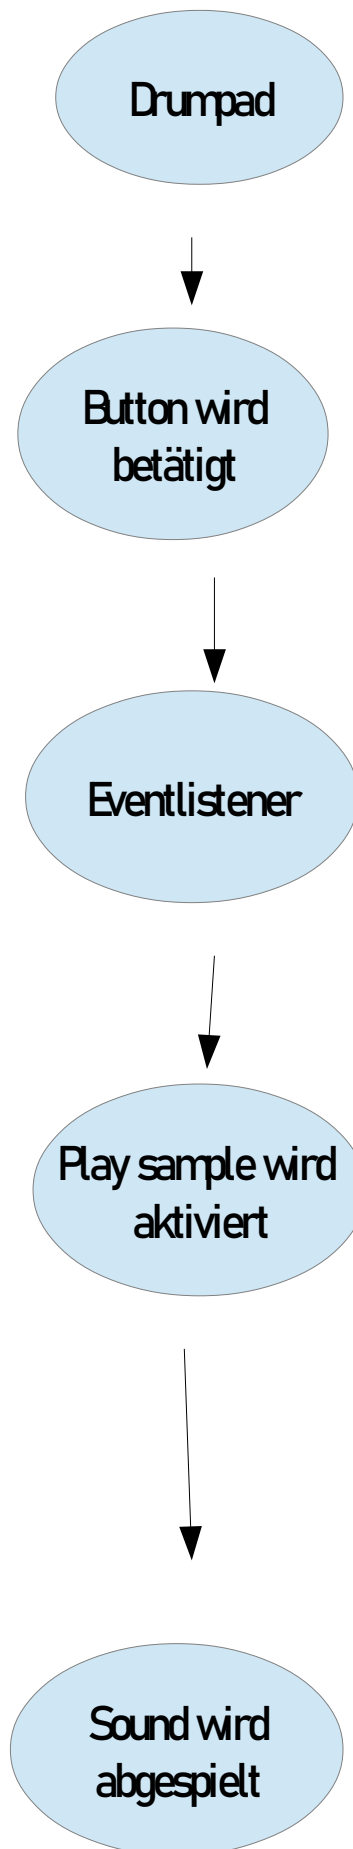 Drumpad
Button wird
betätigt
Eventlistener
Play sample wird
aktiviert
Sound wird
abgespielt